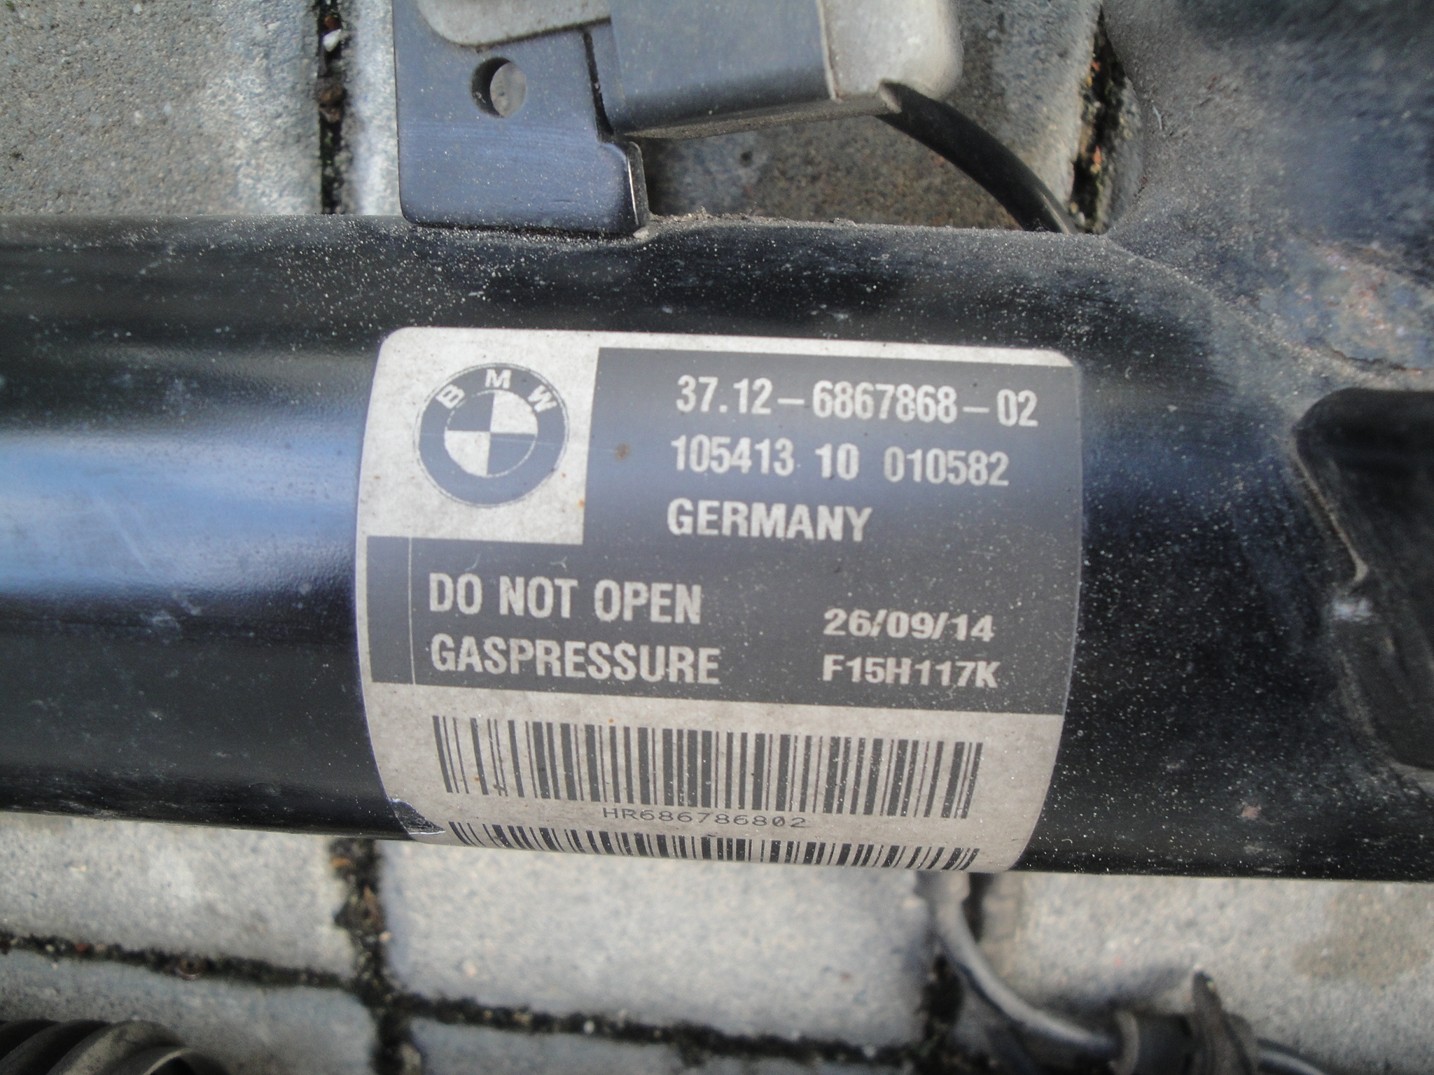 BMW
37.12-6867868-02
105413 10 010582
GERMANY
DO NOT OPEN
GASPRESSURE
26/09/14
F15H117K
HR686786802